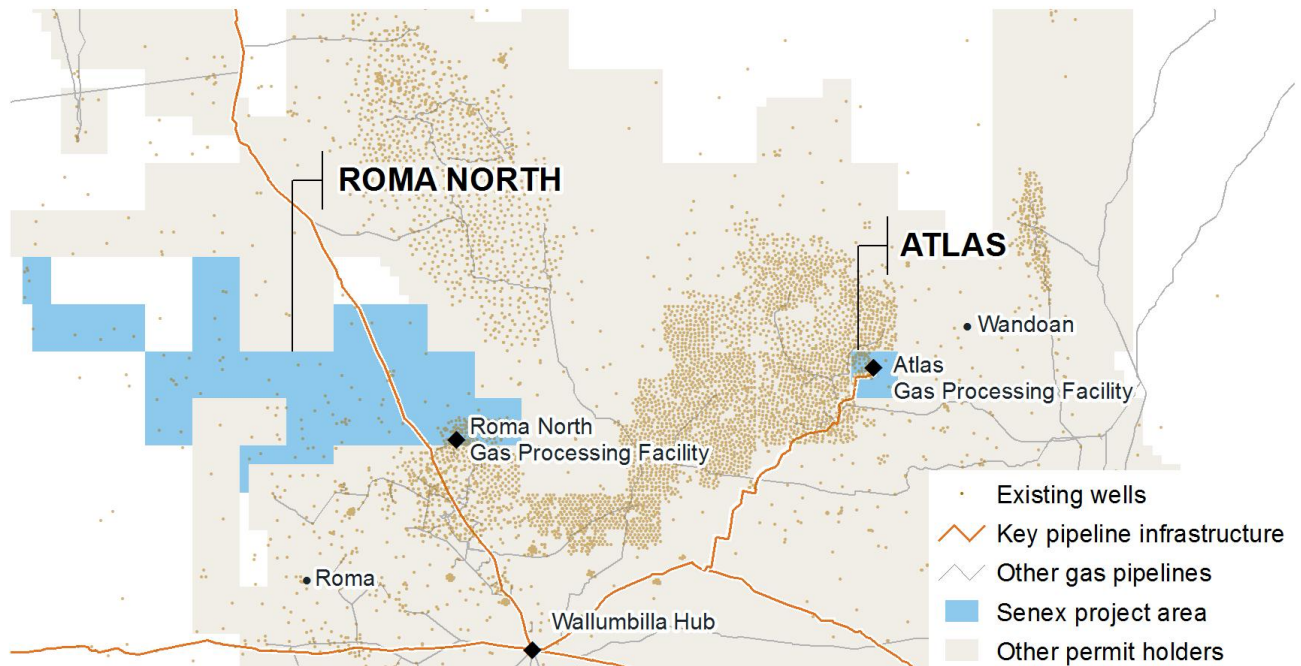 ROMA NORTH
ATLAS
Wandoan
Atlas
Gas Processing Facility
Roma North
Gas Processing Facility
Roma
Wallumbilla Hub
Existing wells
Key pipeline infrastructure
Other gas pipelines
Senex project area
Other permit holders